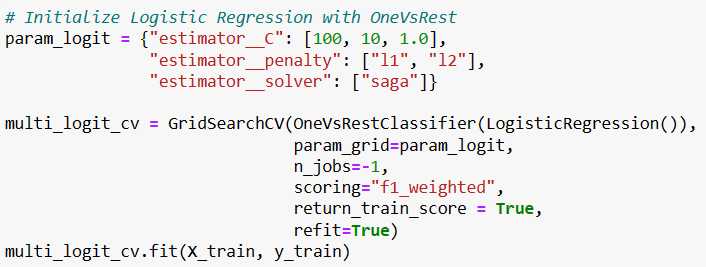 # Initialize Logistic Regression with OneVsRest
param_logit = {"estimator__C": [100, 10, 1.0],
"estimator__penalty": ["l1", "l2"],
"estimator__solver": ["saga"]}
multi_logit_cv = GridSearchCV(OneVsRestClassifier(LogisticRegression()),
param_grid=param_logit,
n_jobs=-1,
scoring="f1_weighted",
return_train_score = True,
refit=True)
multi_logit_cv.fit(X_train, y_train)